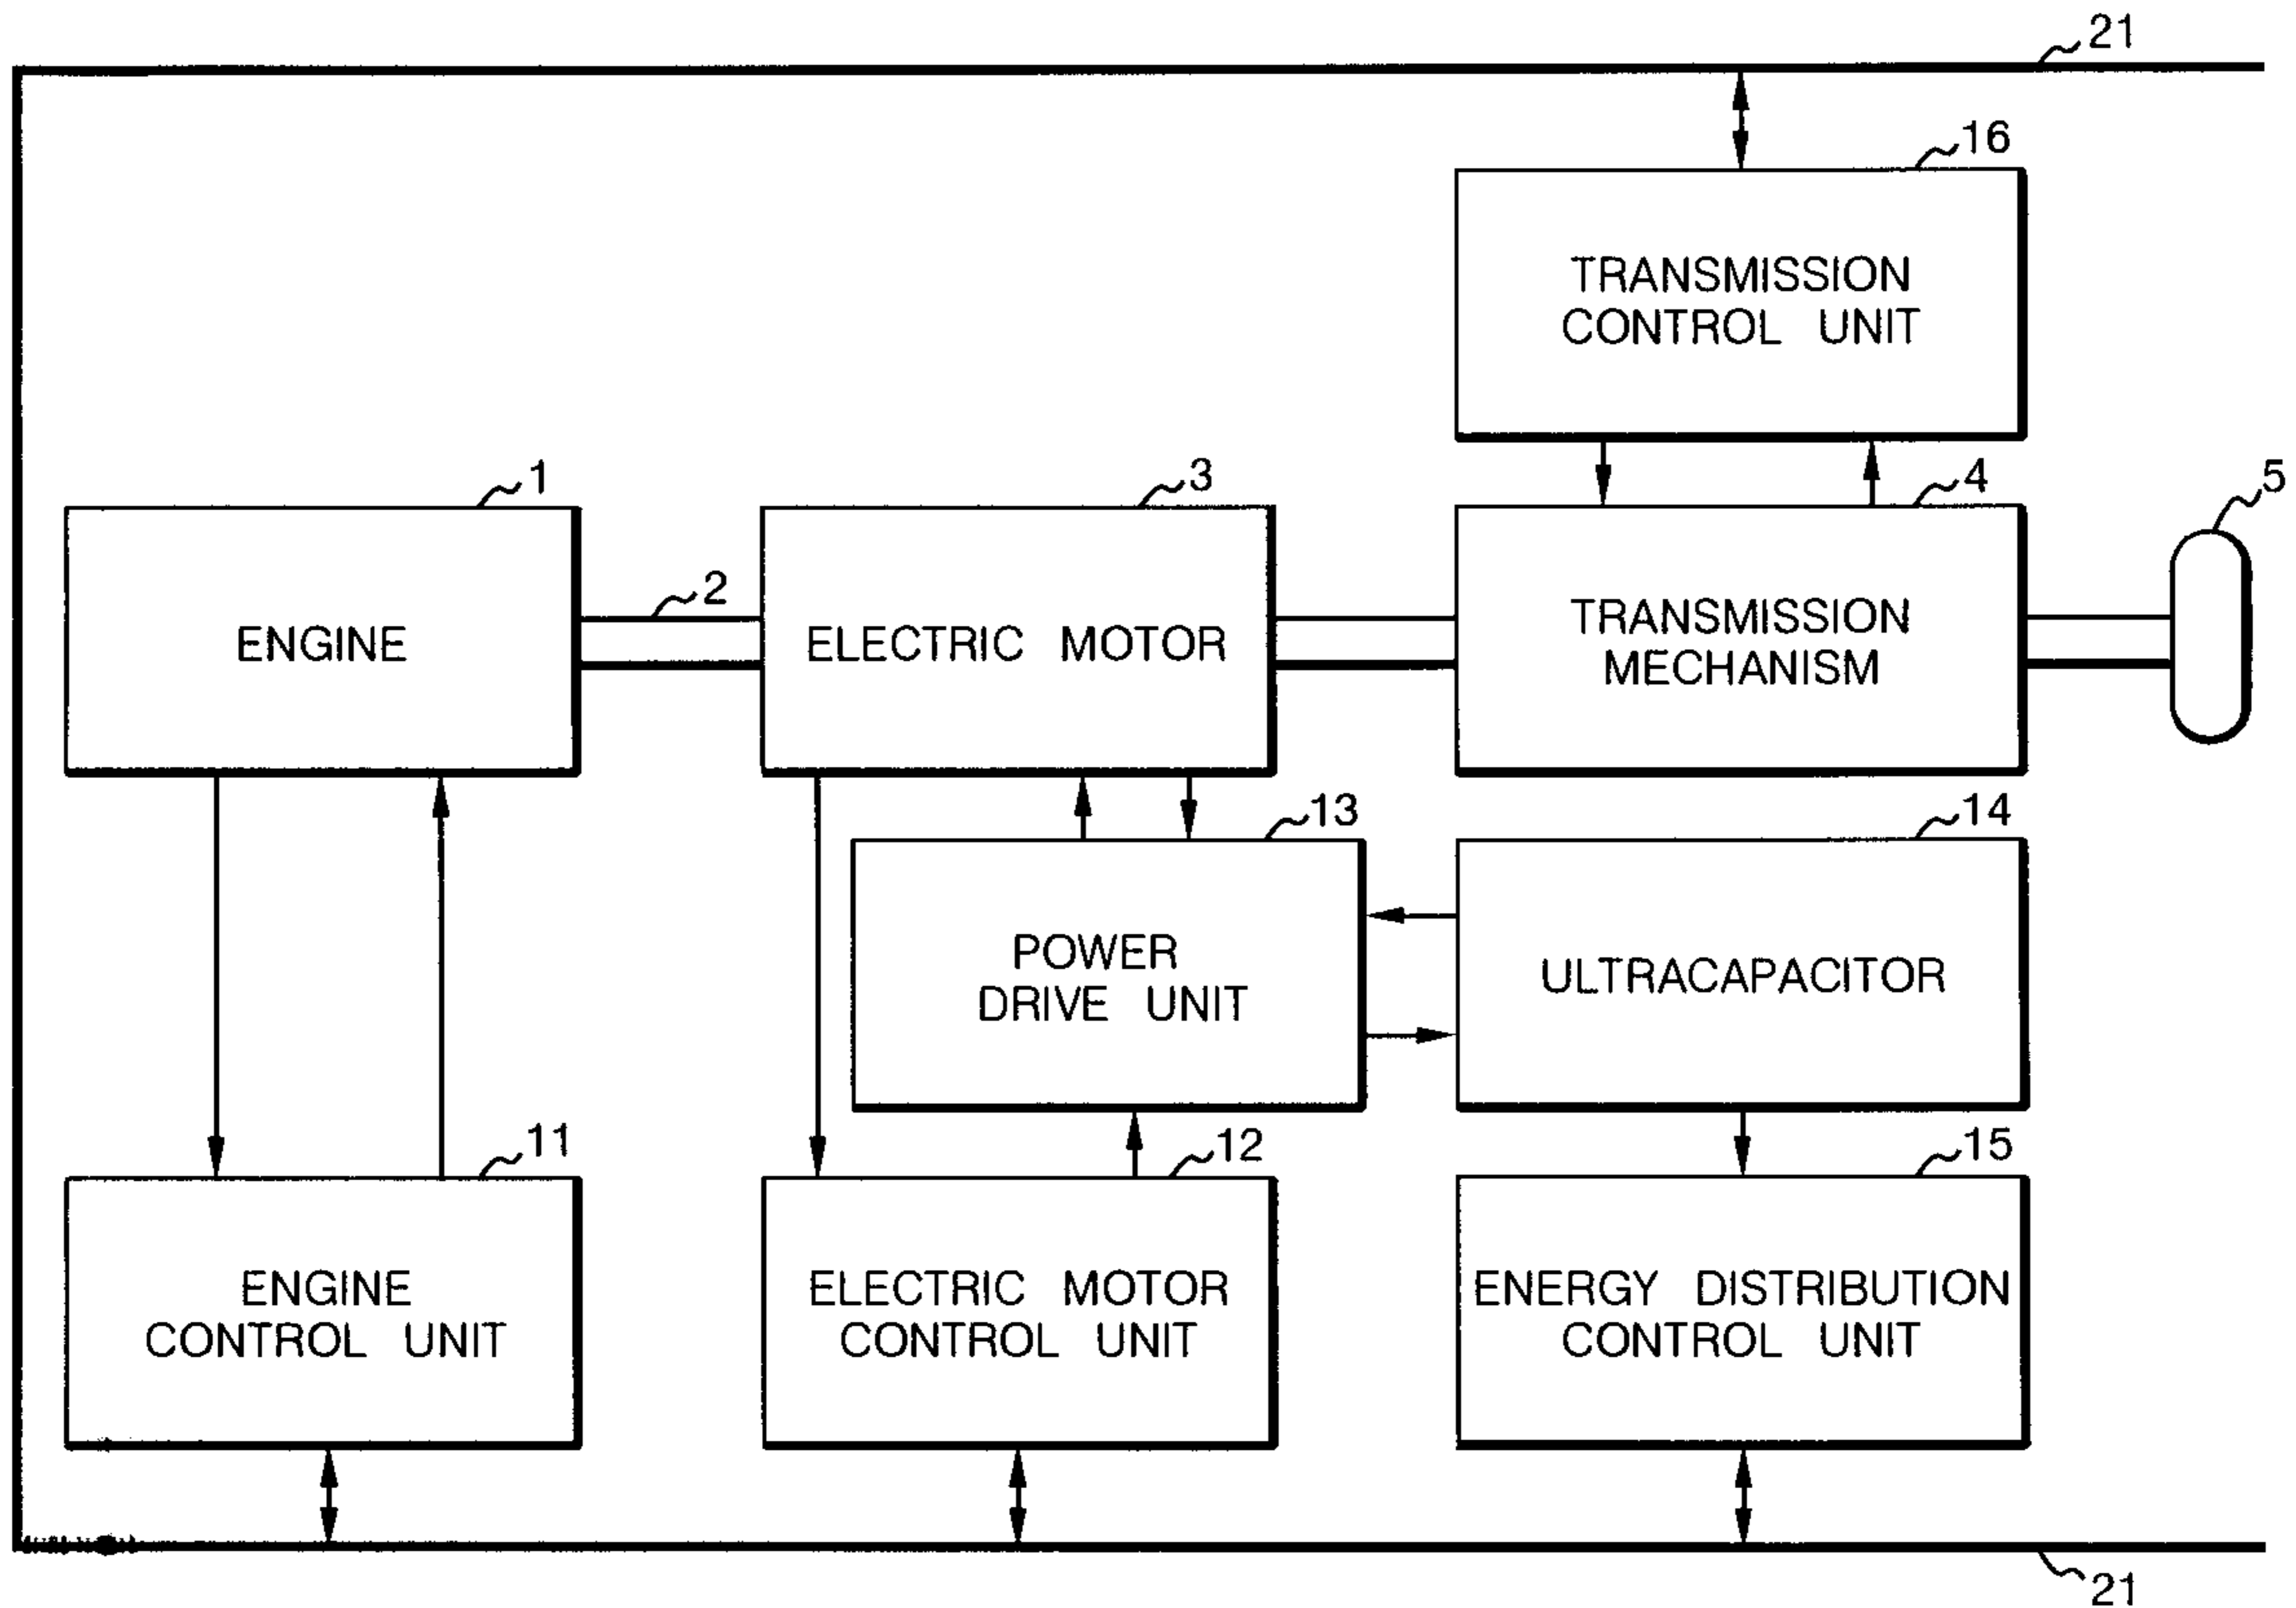 21
16
TRANSMISSION
CONTROL UNIT
1
3
4
5
2
ENGINE
ELECTRIC MOTOR
TRANSMISSION
MECHANISM
13
14
POWER
DRIVE UNIT
ULTRACAPACITOR
11
12
15
ENGINE
CONTROL UNIT
ELECTRIC MOTOR
CONTROL UNIT
ENERGY DISTRIBUTION
CONTROL UNIT
21